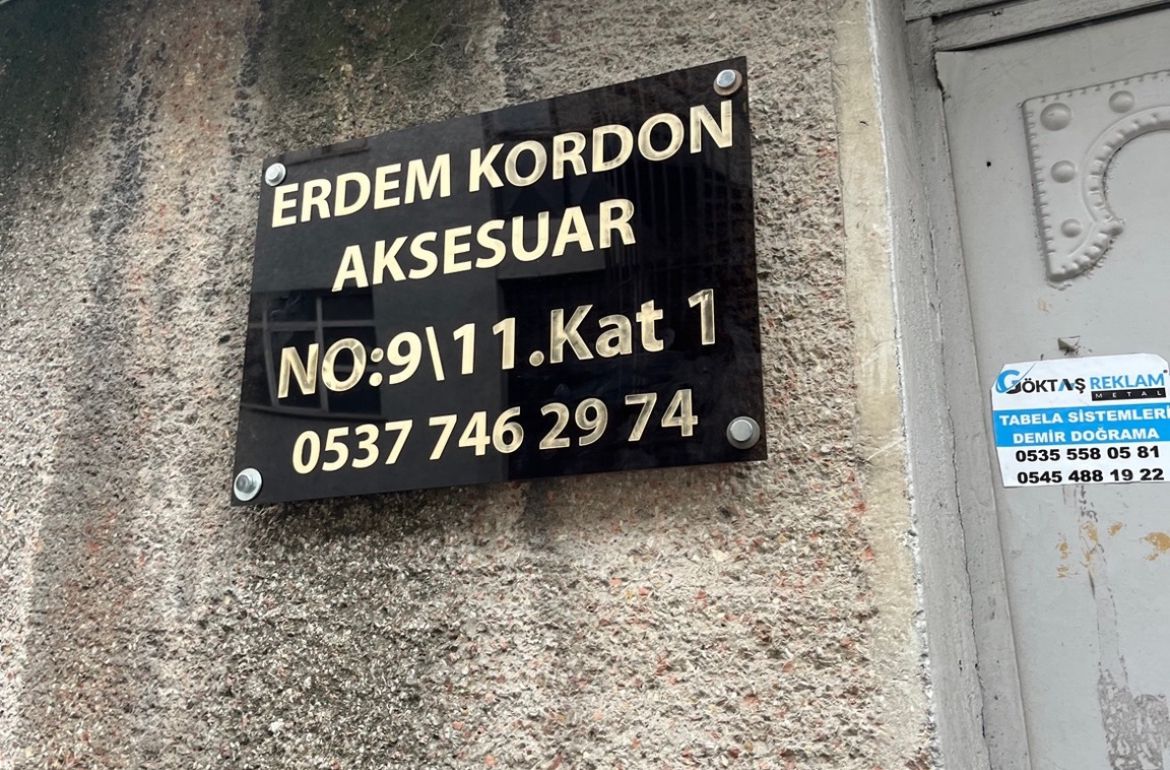 ERDEM KORDON
AKSESUAR
NO:9\11.Kat 1
0537 746 29 74
GÖKTAŞ REKLAM
METAL
TABELA SİSTEMLERİ
DEMİR DOĞRAMA
0535 558 05 81
0545 488 19 22